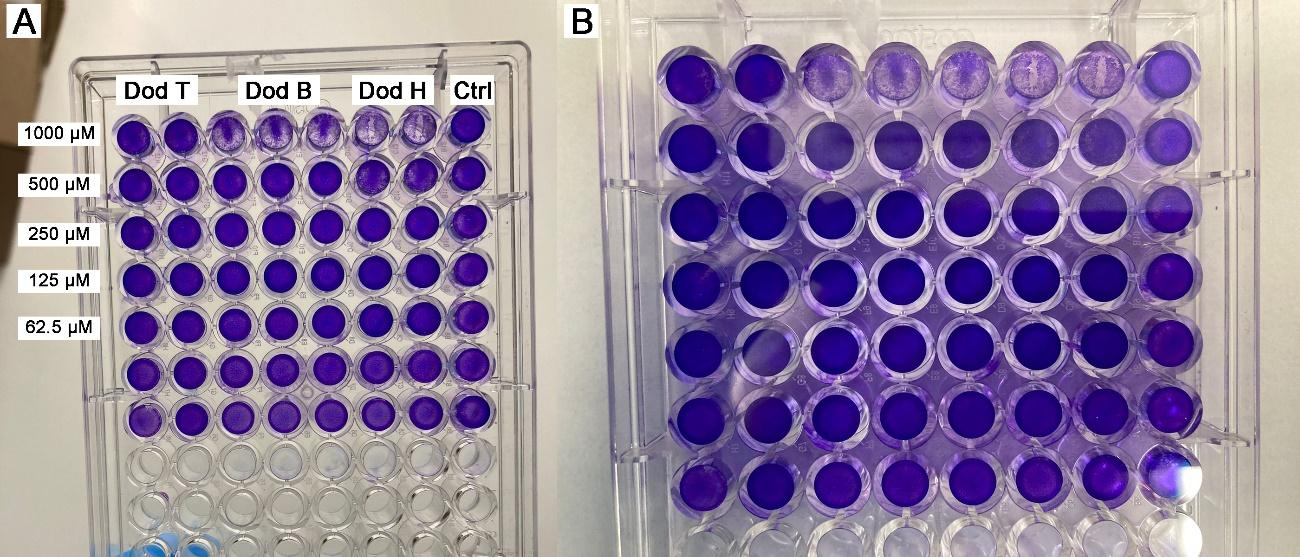 A
B
Dod T
Dod B
Dod H
Ctrl
1000 µM
500 µM
250 µM
125 µM
62.5 µM